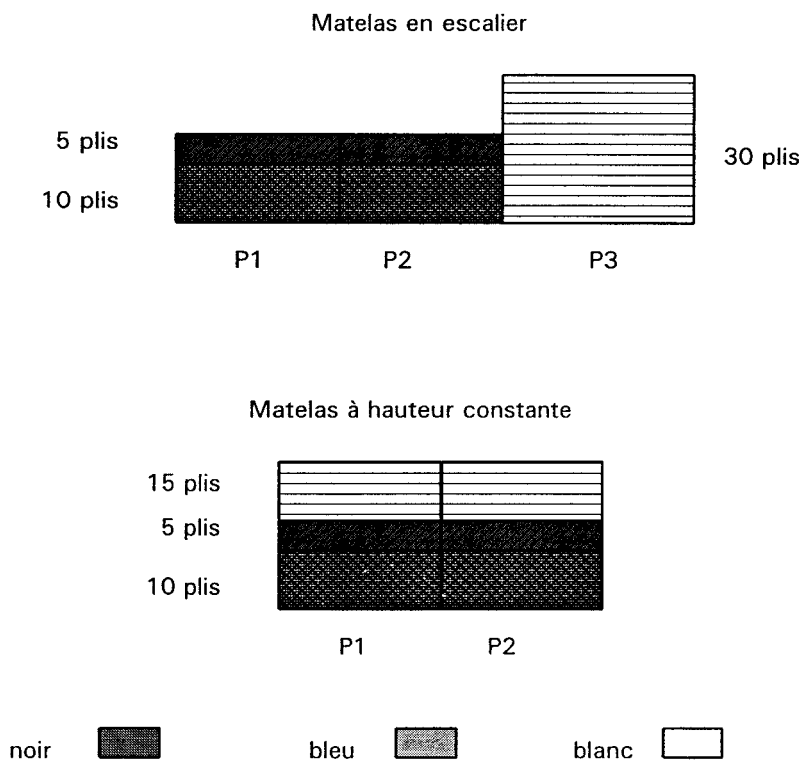 Matelas en escalier
5 plis
10 plis
30 plis
P1 P2 P3
Matelas à hauteur constante
15 plis
5 plis
10 plis
P1 P2
noir bleu blanc